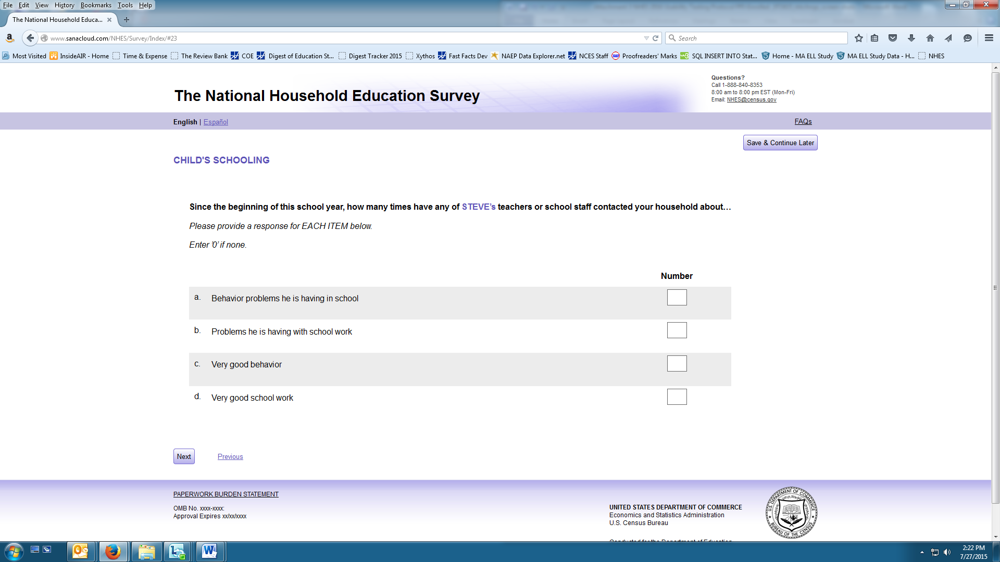 File Edit View History Bookmarks Tools Help
The National Household Educa...
www.sanacloud.com/NHES/Survey/Index/#23
Search
Most Visited InsideAIR - Home Time & Expense The Review Bank COE Digest of Education St... Digest Tracker 2015 Xythos Fast Facts Dev NAEP Data Explorer.net NCES Staff Proofreaders' Marks SQL INSERT INTO Stat... Home - MA ELL Study MA ELL Study Data - H... NHES
Questions?
Call 1-888-840-8353
8:00 am to 8:00 pm EST (Mon-Fri)
Email: NHES@census.gov
The National Household Education Survey
English | Español
FAQs
Save & Continue Later
CHILD'S SCHOOLING
Since the beginning of this school year, how many times have any of STEVE’s teachers or school staff contacted your household about…
Please provide a response for EACH ITEM below.
Enter '0' if none.
Number
a. Behavior problems he is having in school
b. Problems he is having with school work
c. Very good behavior
d. Very good school work
Next Previous
PAPERWORK BURDEN STATEMENT
OMB No. xxxx-xxxx:
Approval Expires xx/xx/xxxx
UNITED STATES DEPARTMENT OF COMMERCE
Economics and Statistics Administration
U.S. Census Bureau
U.S. DEPARTMENT OF COMMERCE
BUREAU OF THE CENSUS
Conducted for the Department of Education
2:22 PM
7/27/2015